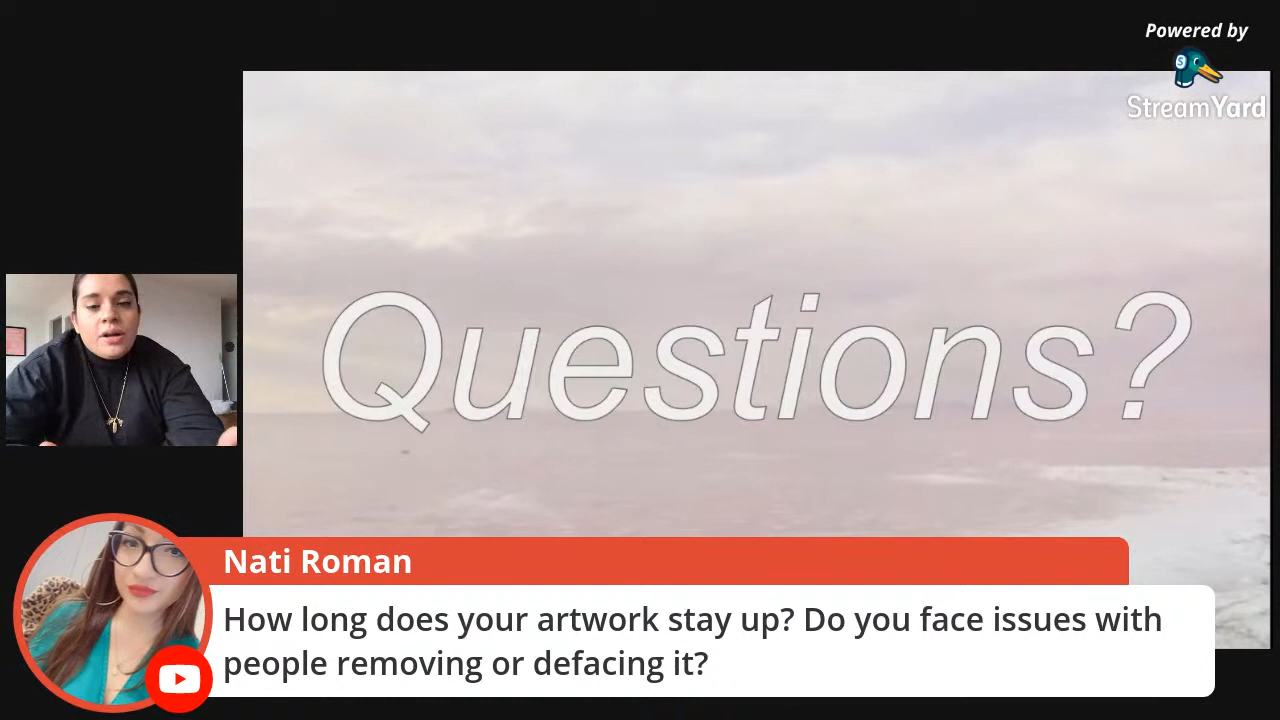 Powered by
StreamYard
Questions?
Nati Roman
How long does your artwork stay up? Do you face issues with
people removing or defacing it?